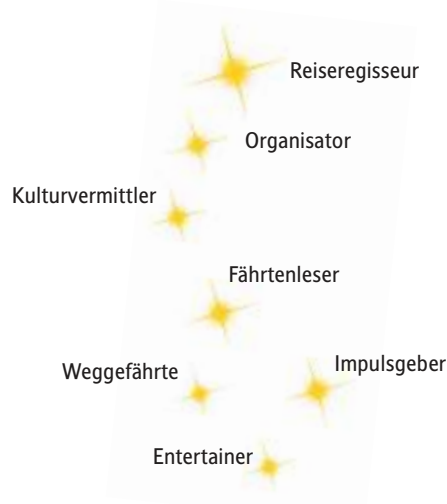 Reiseregisseur
Organisator
Kulturvermittler
Fährtenleser
Impulsgeber
Weggefährte
Entertainer